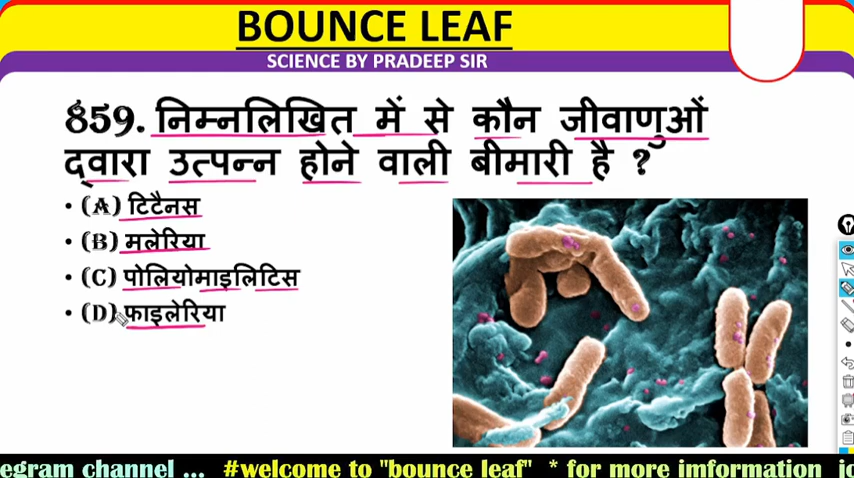 BOUNCE LEAF
SCIENCE BY PRADEEP SIR
859. निम्नलिखित में से कौन जीवाणुओं
द्वारा उत्पन्न होने वाली बीमारी है ?
• (A) टिटैनस
• (B) मलेरिया
• (C) पोलियोमाइलिटिस
• (D) फाइलेरिया
egram channel ... #welcome to "bounce leaf" * for more imformation jo